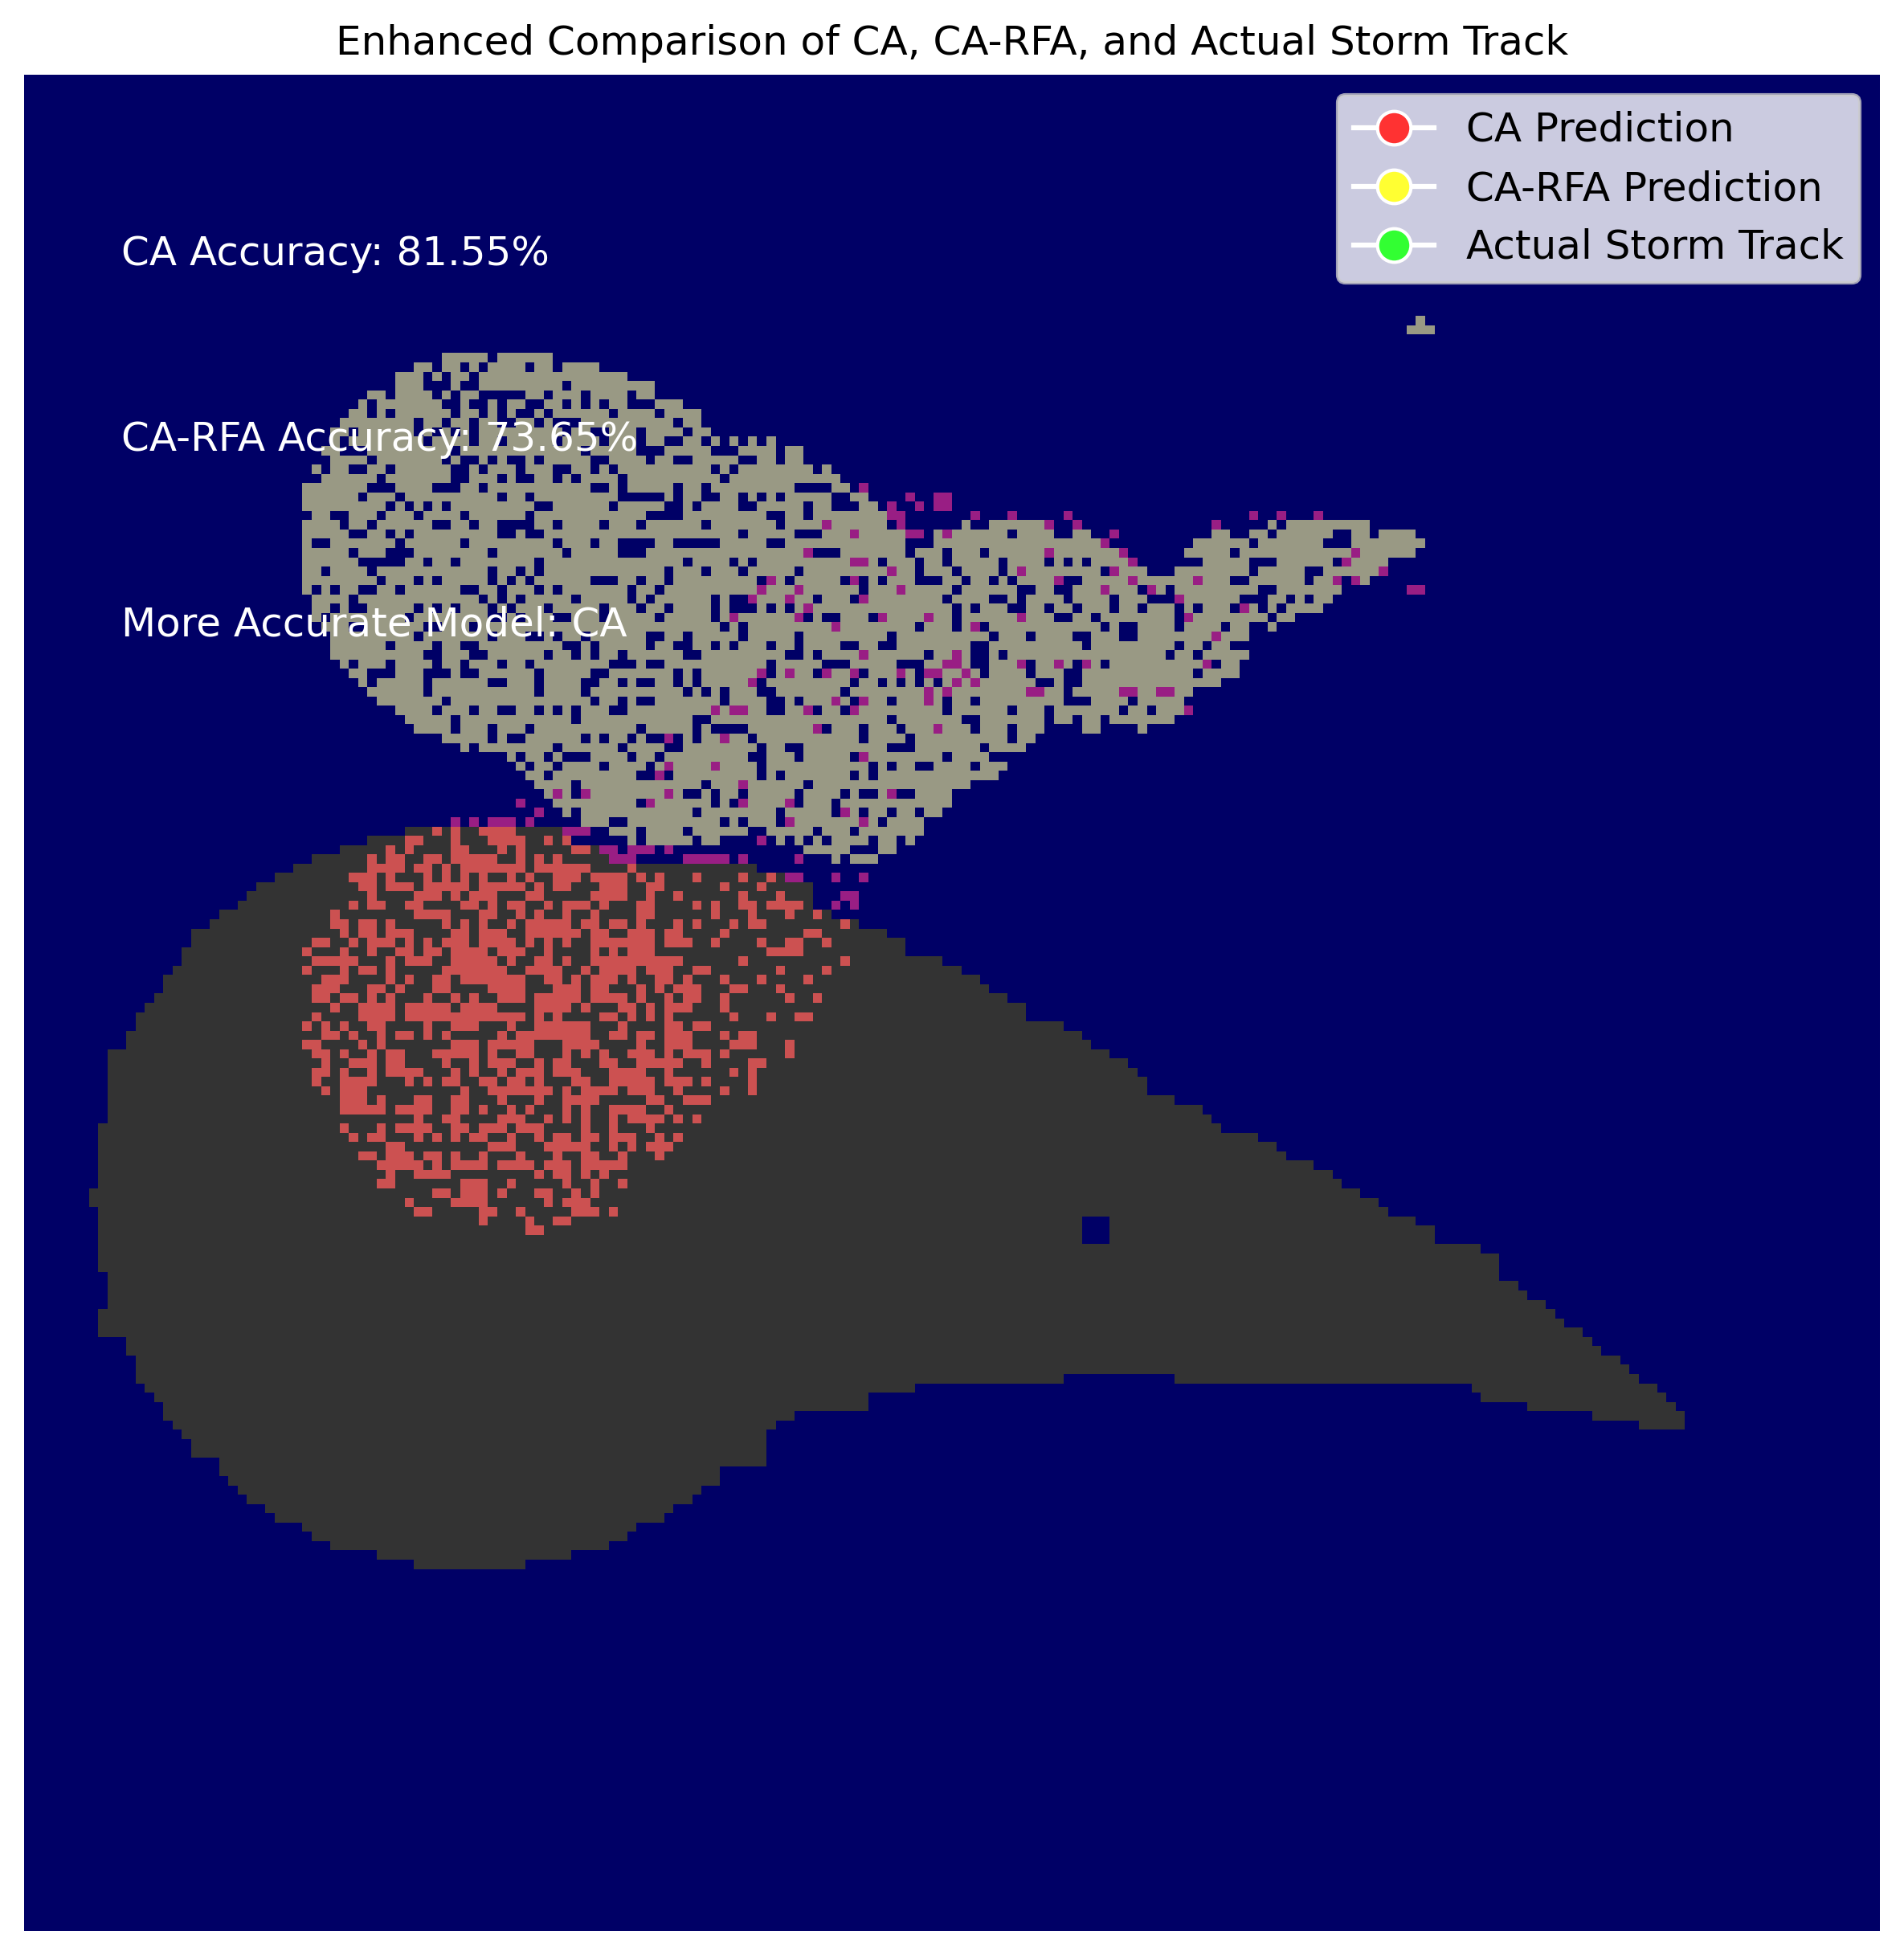 Enhanced Comparison of CA, CA-RFA, and Actual Storm Track
CA Prediction
CA-RFA Prediction
Actual Storm Track
CA Accuracy: 81.55%
CA-RFA Accuracy: 73.65%
More Accurate Model: CA